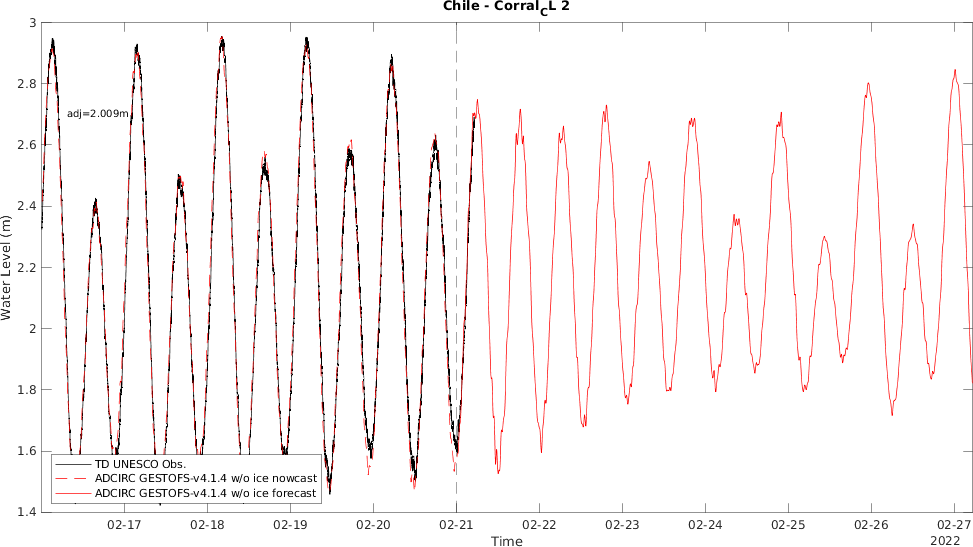 Chile - Corral_CL 2
3
2.8
adj=2.009m
2.6
2.4
2.2
2
1.8
1.6
1.4
Water Level (m)
TD UNESCO Obs.
ADCIRC GESTOFS-v4.1.4 w/o ice nowcast
ADCIRC GESTOFS-v4.1.4 w/o ice forecast
02-17 02-18 02-19 02-20 02-21 02-22 02-23 02-24 02-25 02-26 02-27
Time
2022